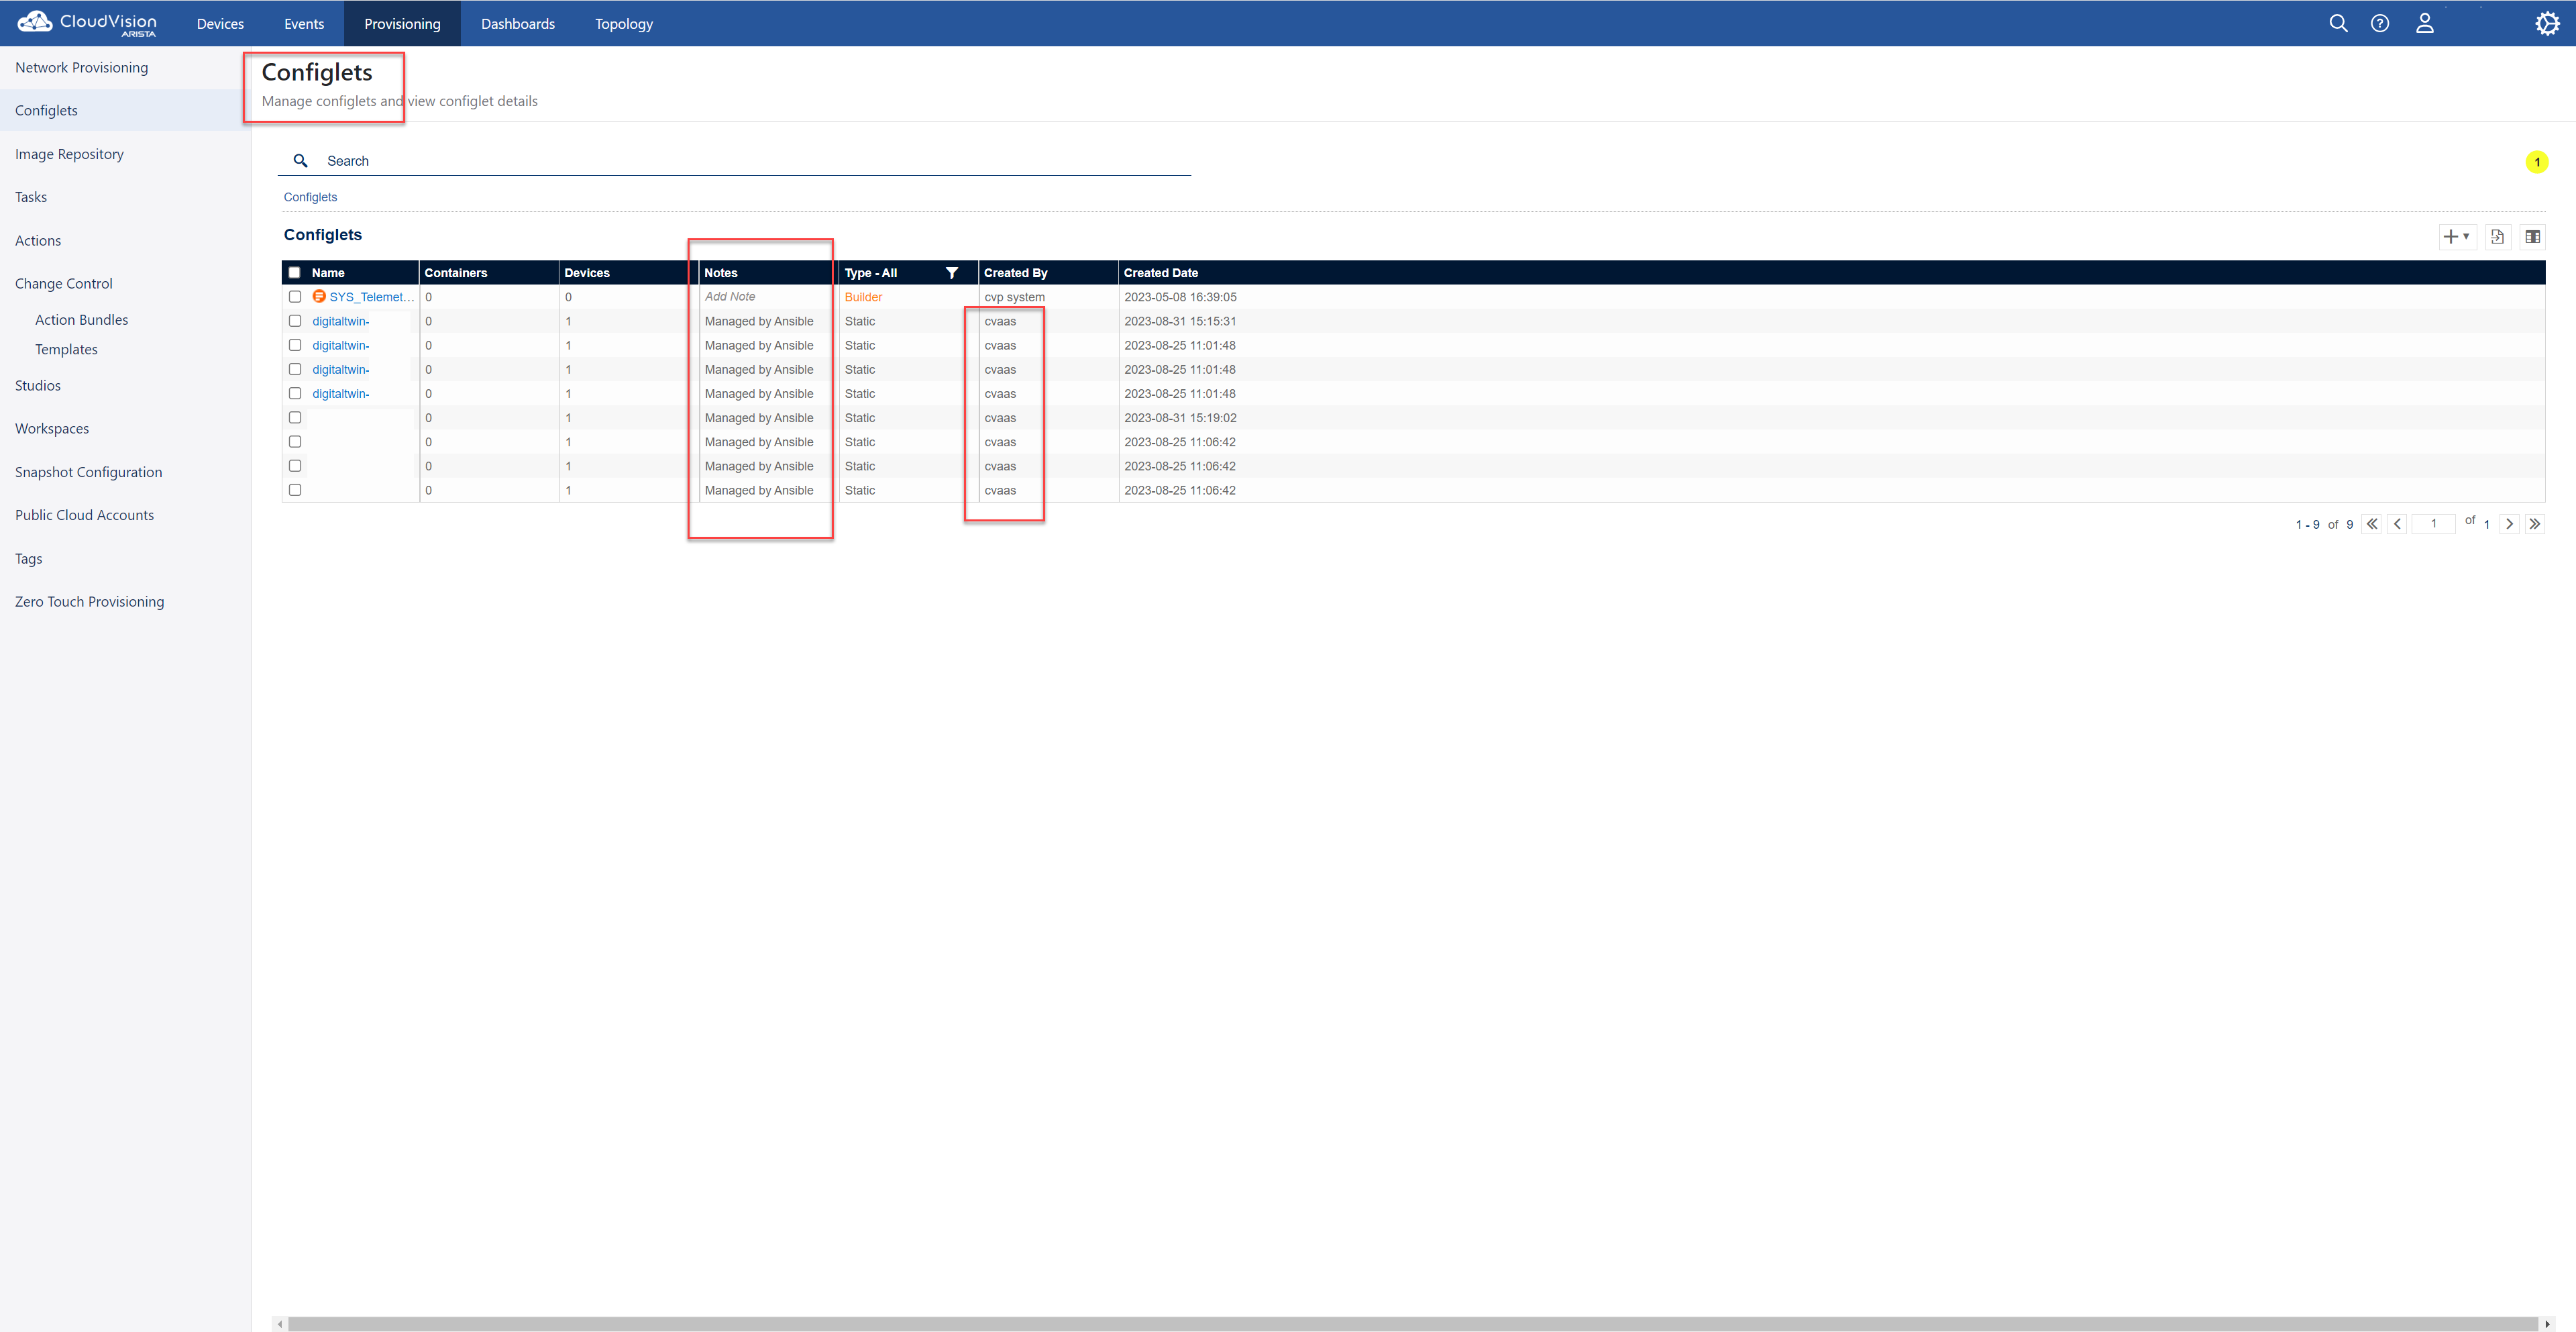 CloudVision
ARISTA
Devices
Events
Provisioning
Dashboards
Topology
Network Provisioning
Configlets
Image Repository
Tasks
Actions
Change Control
Action Bundles
Templates
Studios
Workspaces
Snapshot Configuration
Public Cloud Accounts
Tags
Zero Touch Provisioning
Configlets
Manage configlets and view configlet details
Search
1
Configlets
Configlets
Name Containers Devices Notes Type - All Created By Created Date
SYS_Telemet... 0 0 Add Note Builder cvp system 2023-05-08 16:39:05
digitaltwin- 0 1 Managed by Ansible Static cvaas 2023-08-31 15:15:31
digitaltwin- 0 1 Managed by Ansible Static cvaas 2023-08-25 11:01:48
digitaltwin- 0 1 Managed by Ansible Static cvaas 2023-08-25 11:01:48
digitaltwin- 0 1 Managed by Ansible Static cvaas 2023-08-25 11:01:48
0 1 Managed by Ansible Static cvaas 2023-08-31 15:19:02
0 1 Managed by Ansible Static cvaas 2023-08-25 11:06:42
0 1 Managed by Ansible Static cvaas 2023-08-25 11:06:42
0 1 Managed by Ansible Static cvaas 2023-08-25 11:06:42
1 - 9 of 9 1 of 1